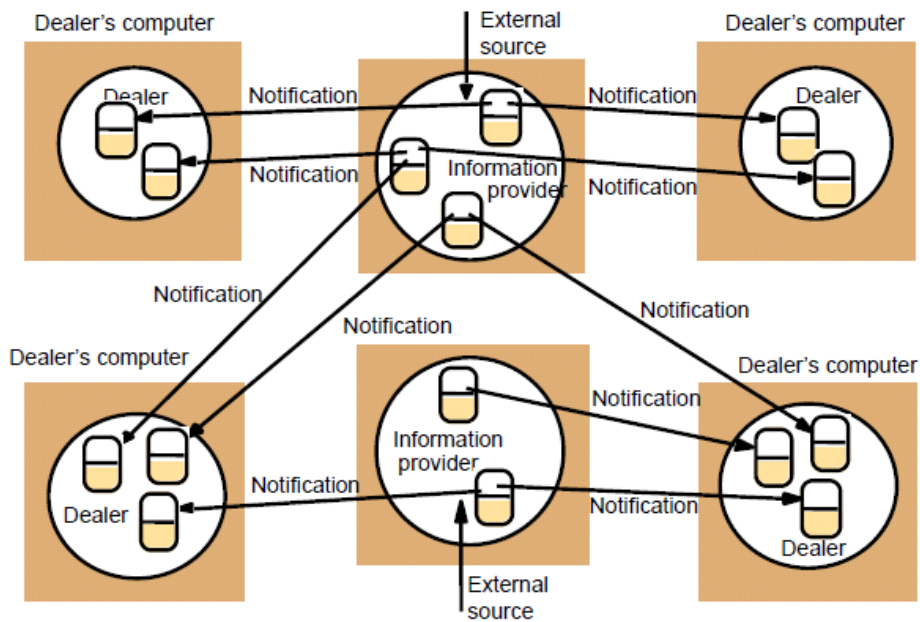 Dealer’s computer
External
source
Dealer’s computer
Dealer
Notification
Notification
Dealer
Notification
Information
provider
Notification
Notification
Notification
Notification
Dealer’s computer
Dealer’s computer
Notification
Information
provider
Notification
Notification
Dealer
Dealer
External
source